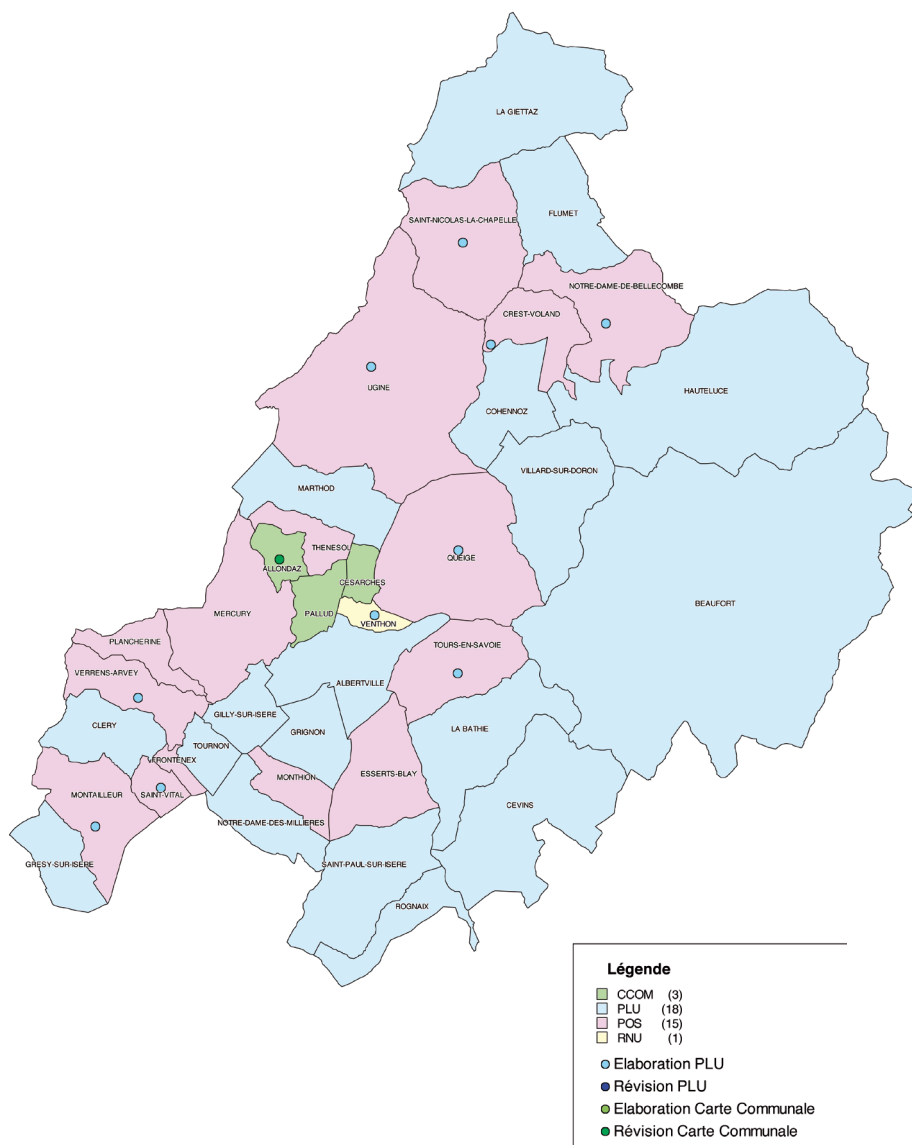 LA GIETTAZ
FLUMET
SAINT-NICOLAS-LA-CHAPELLE
NOTRE-DAME-DE-BELLECOMBE
CREST-VOLAND
UGINE
HAUTELUCE
COHENNOZ
VILLARD-SUR-DORON
MARTHOD
THENESOL
QUEIGE
ALLONDAZ
CESARCHES
BEAUFORT
MERCURY
PALLUD
VENTHON
PLANCHERINE
TOURS-EN-SAVOIE
VERRENS-ARVEY
ALBERTVILLE
GILLY-SUR-ISERE
CLERY
LA BATHIE
GRIGNON
TOURNON
FRONTENEX
ESSERTS-BLAY
MONTHION
MONTAILLEUR
SAINT-VITAL
CEVINS
NOTRE-DAME-DES-MILLIERES
GRESY-SUR-ISERE
SAINT-PAUL-SUR-ISERE
ROGNAIX
Légende
CCOM (3)
PLU (18)
POS (15)
RNU (1)
Elaboration PLU
Révision PLU
Elaboration Carte Communale
Révision Carte Communale